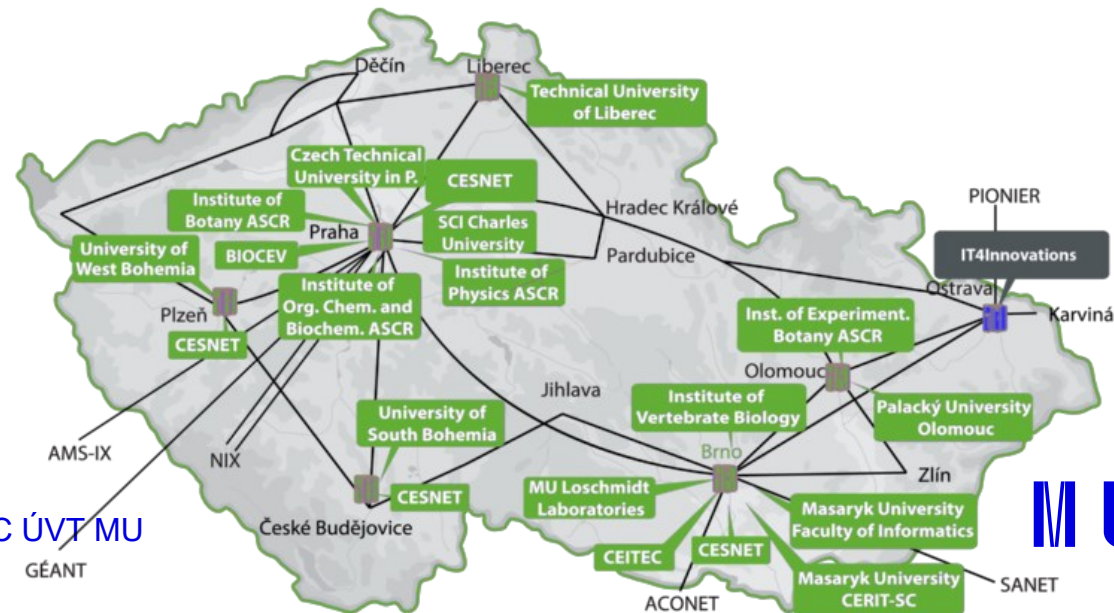 Děčín
Liberec
Technical University
of Liberec
Czech Technical
University in P.
CESNET
Institute of
Botany ASCR
Praha
SCI Charles
University
Hradec Králové
PIONIER
BIOCEV
University of
West Bohemia
Pardubice
IT4Innovations
Institute of
Physics ASCR
Institute of
Org. Chem. and
Biochem. ASCR
Ostrava
Plzeň
Karviná
CESNET
Inst. of Experiment.
Botany ASCR
Olomouc
Jihlava
Institute of
Vertebrate Biology
University of
South Bohemia
Palacký University
Olomouc
AMS-IX
NIX
Brno
Zlín
CESNET
MU Loschmidt
Laboratories
Masaryk University
Faculty of Informatics
C ÚVT MU
České Budějovice
M U
CEITEC
CESNET
GÉANT
Masaryk University
CERIT-SC
SANET
ACONET